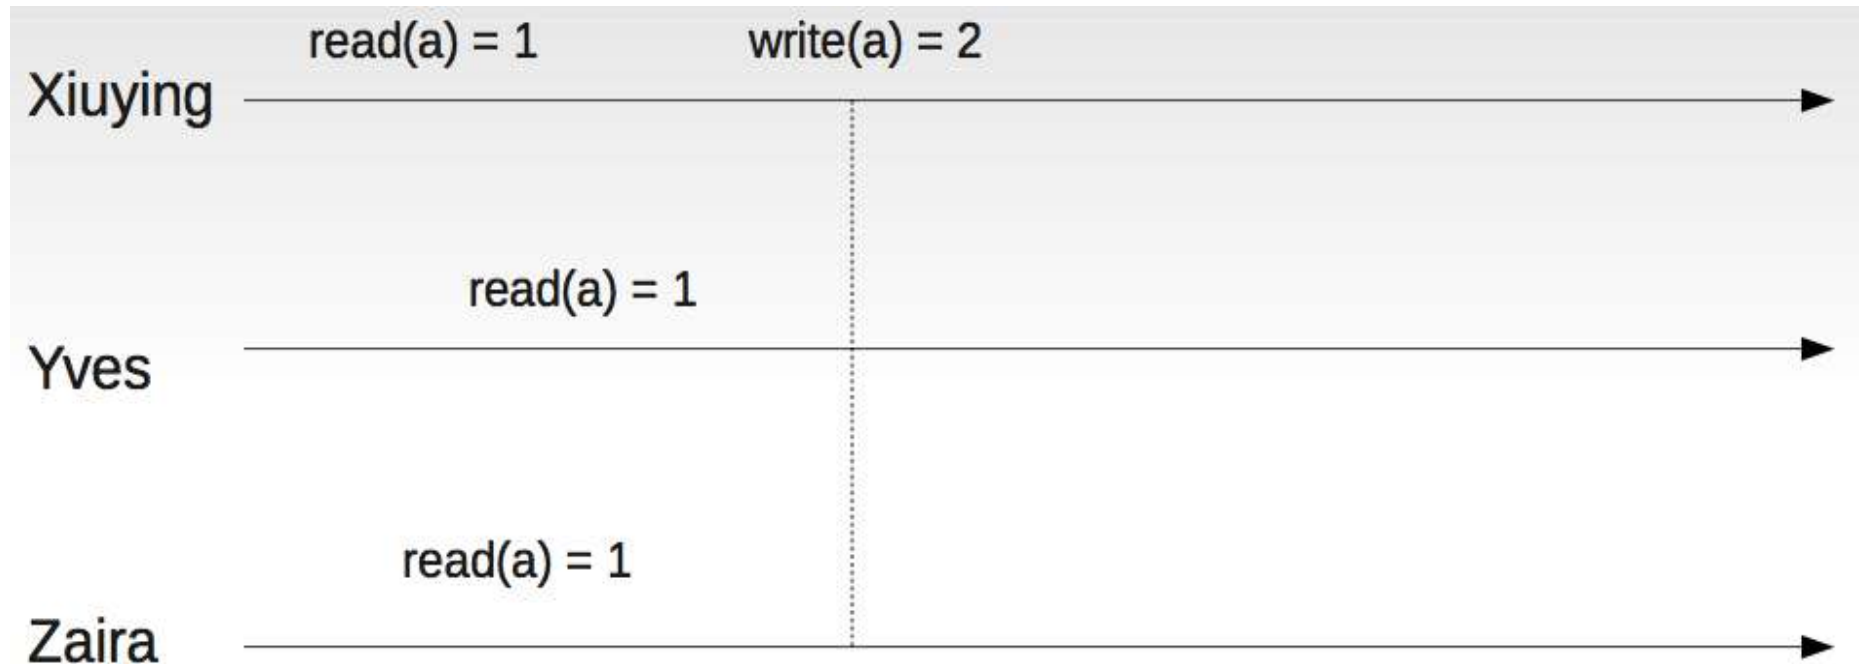 read(a) = 1 write(a) = 2
Xiuying
read(a) = 1
Yves
read(a) = 1
Zaira